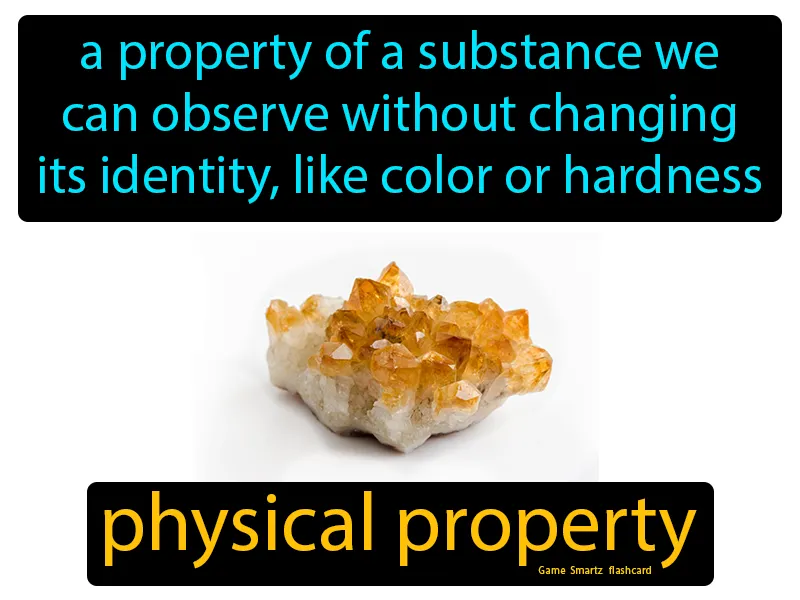 a property of a substance we
can observe without changing
its identity, like color or hardness
physical property
Game Smartz flashcard